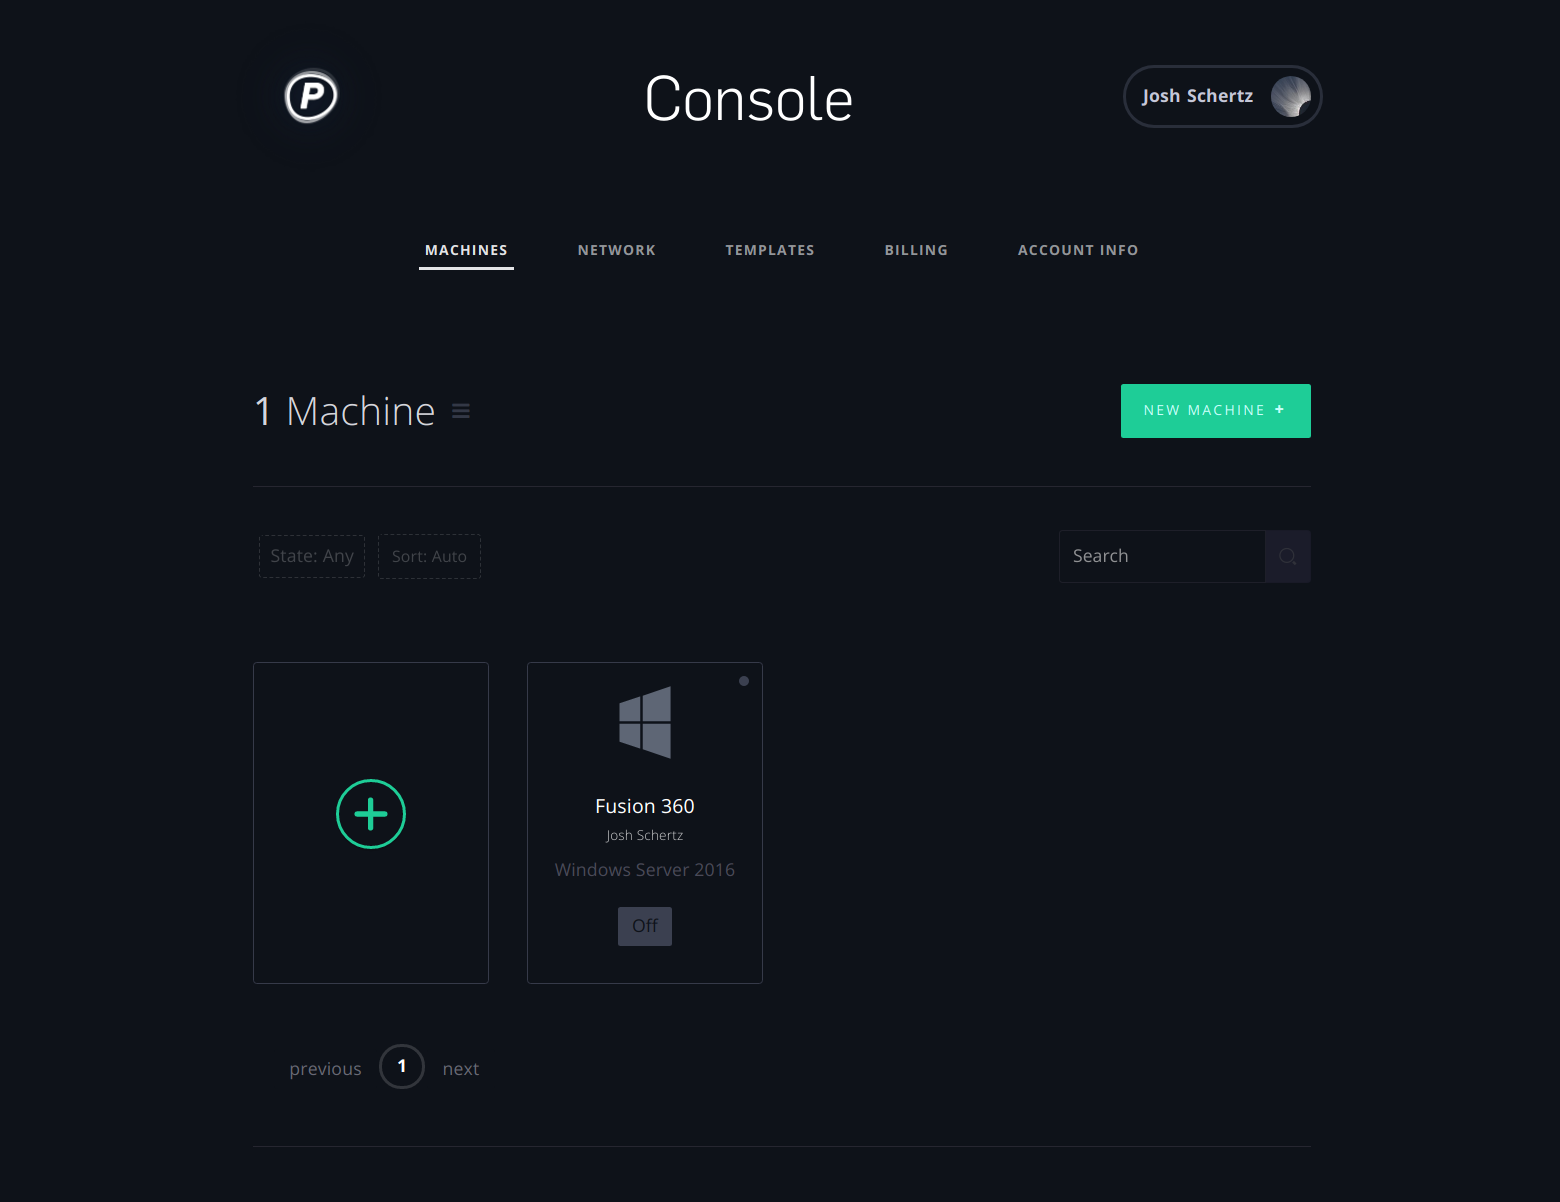 P
Console
Josh Schertz
MACHINES NETWORK TEMPLATES BILLING ACCOUNT INFO
1 Machine
NEW MACHINE +
State: Any Sort: Auto
Search
Fusion 360
Josh Schertz
Windows Server 2016
Off
previous 1 next